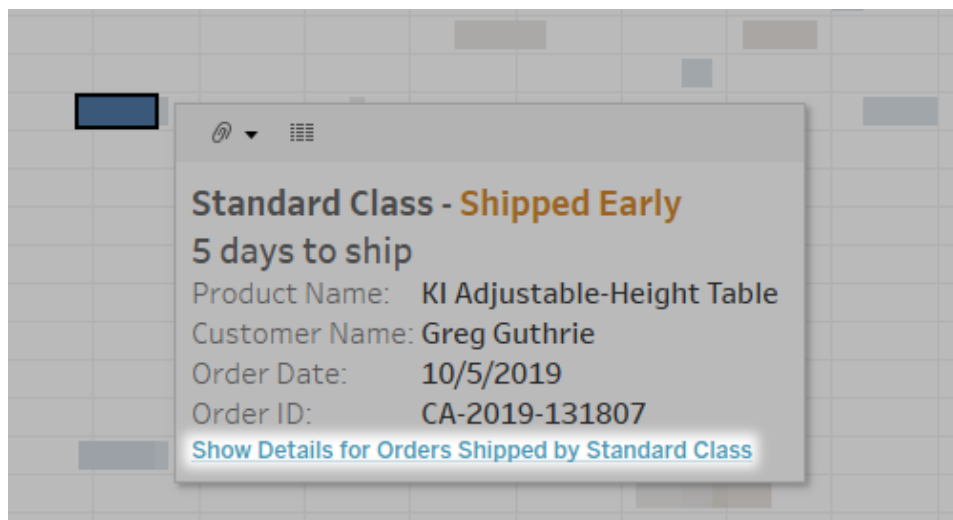 Standard Class - Shipped Early
5 days to ship
Product Name: KI Adjustable-Height Table
Customer Name: Greg Guthrie
Order Date: 10/5/2019
Order ID: CA-2019-131807
Show Details for Orders Shipped by Standard Class